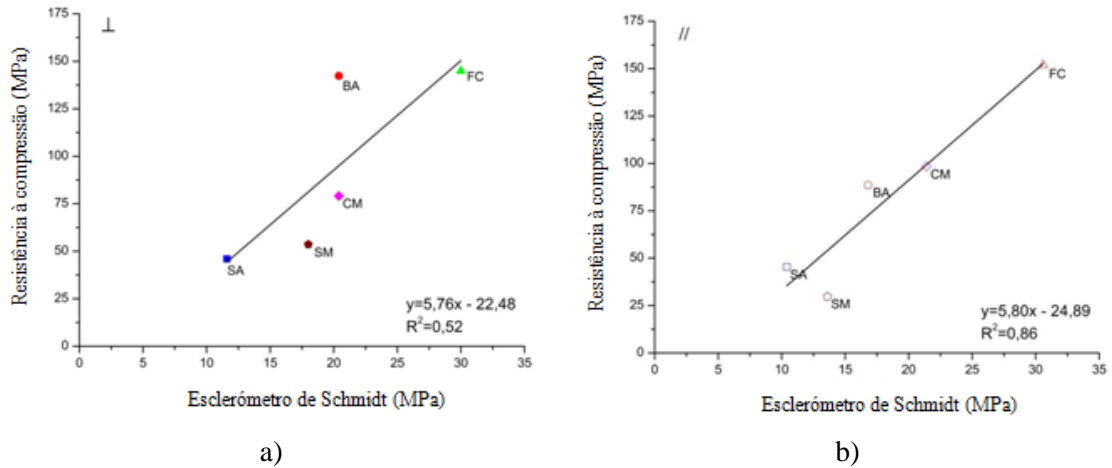 ⊥
Resistência à compressão (MPa)
175
150
125
100
75
50
25
0
BA
FC
CM
SM
SA
y=5,76x - 22,48
R²=0,52
0 5 10 15 20 25 30 35
Esclerómetro de Schmidt (MPa)
a)
//
Resistência à compressão (MPa)
175
150
125
100
75
50
25
0
FC
CM
BA
SA
SM
y=5,80x - 24,89
R²=0,86
0 5 10 15 20 25 30 35
Esclerómetro de Schmidt (MPa)
b)